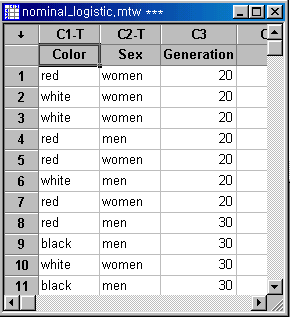 nominal_logistic.mtw ***
↓ C1-T C2-T C3 C
Color Sex Generation
1 red women 20
2 white women 20
3 white women 20
4 red men 20
5 red women 20
6 white men 20
7 red women 20
8 red men 30
9 black men 30
10 white women 30
11 black men 30